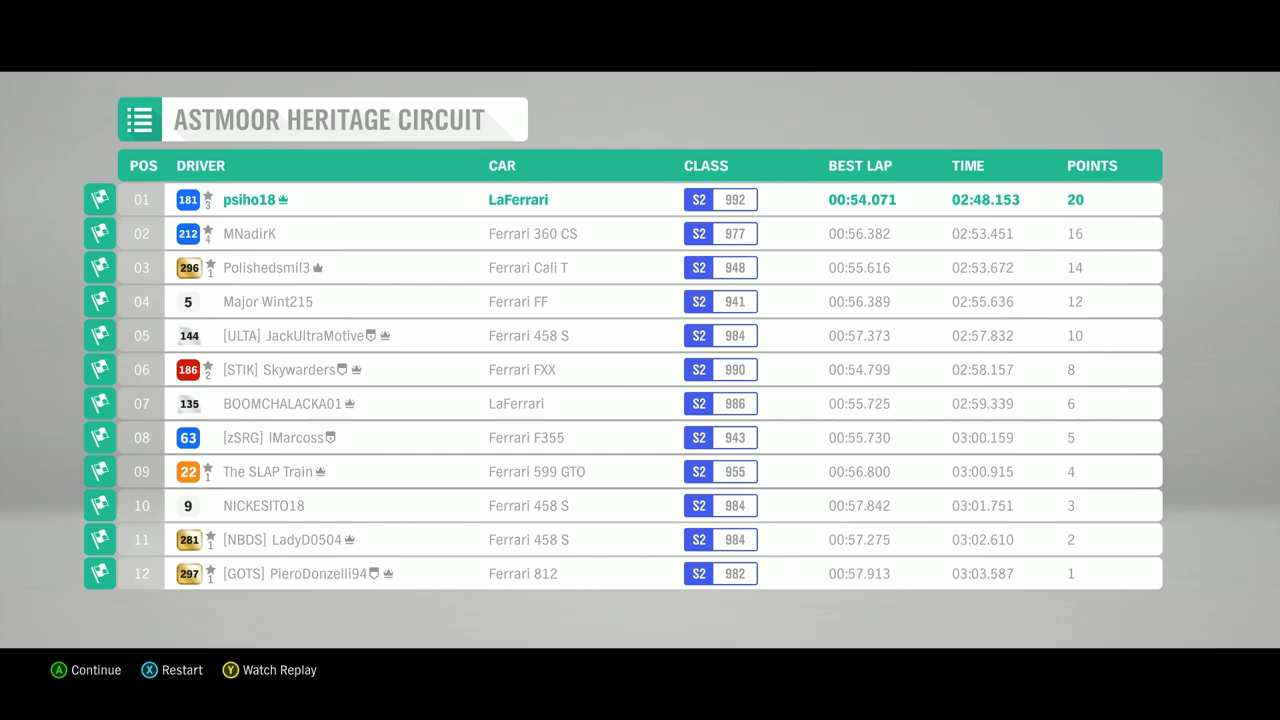 ASTMOOR HERITAGE CIRCUIT
POS DRIVER CAR CLASS BEST LAP TIME POINTS
01 181 3 psiho18 LaFerrari S2 992 00:54.071 02:48.153 20
02 212 4 MNadirK Ferrari 360 CS S2 977 00:56.382 02:53.451 16
03 296 1 Polishedsmil3 Ferrari Cali T S2 948 00:55.616 02:53.672 14
04 5 Major Wint215 Ferrari FF S2 941 00:56.389 02:55.636 12
05 144 [ULTA] JackUltraMotive Ferrari 458 S S2 984 00:57.373 02:57.832 10
06 186 2 [STIK] Skywarders Ferrari FXX S2 990 00:54.799 02:58.157 8
07 135 BOOMCHALACKA01 LaFerrari S2 986 00:55.725 02:59.339 6
08 63 [zSRG] IMarcoss Ferrari F355 S2 943 00:55.730 03:00.159 5
09 22 1 The SLAP Train Ferrari 599 GTO S2 955 00:56.800 03:00.915 4
10 9 NICKESITO18 Ferrari 458 S S2 984 00:57.842 03:01.751 3
11 281 1 [NBDS] LadyD0504 Ferrari 458 S S2 984 00:57.275 03:02.610 2
12 297 1 [GOTS] PieroDonzelli94 Ferrari 812 S2 982 00:57.913 03:03.587 1
A Continue X Restart Y Watch Replay